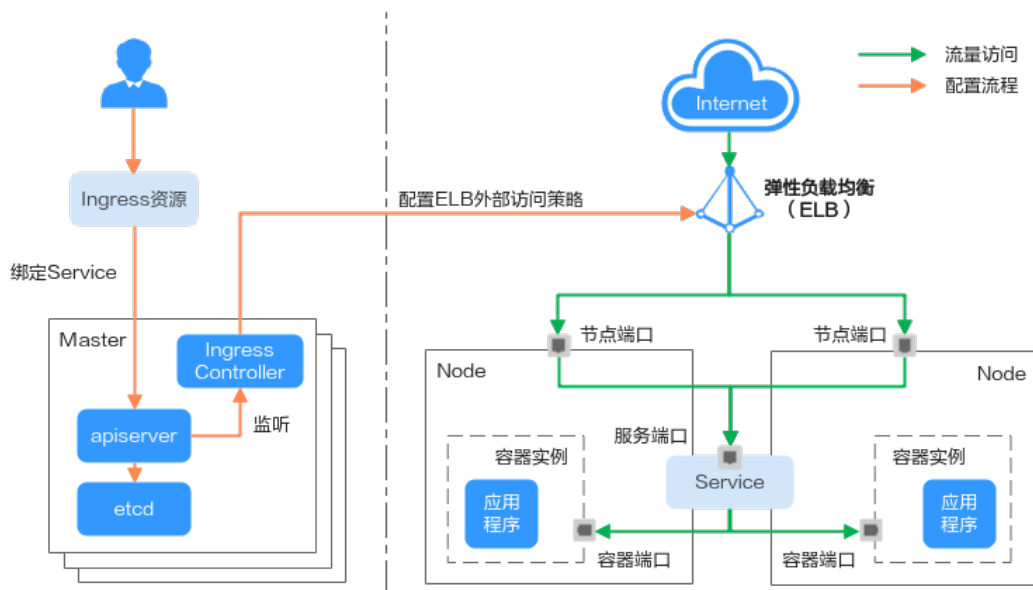 流量访问
配置流程
Internet
弹性负载均衡
（ELB）
Ingress资源
配置ELB外部访问策略
绑定Service
Master
Ingress
Controller
apiserver
监听
etcd
节点端口
节点端口
Node
Node
服务端口
Service
容器实例
应用
程序
容器端口
容器实例
应用
程序
容器端口